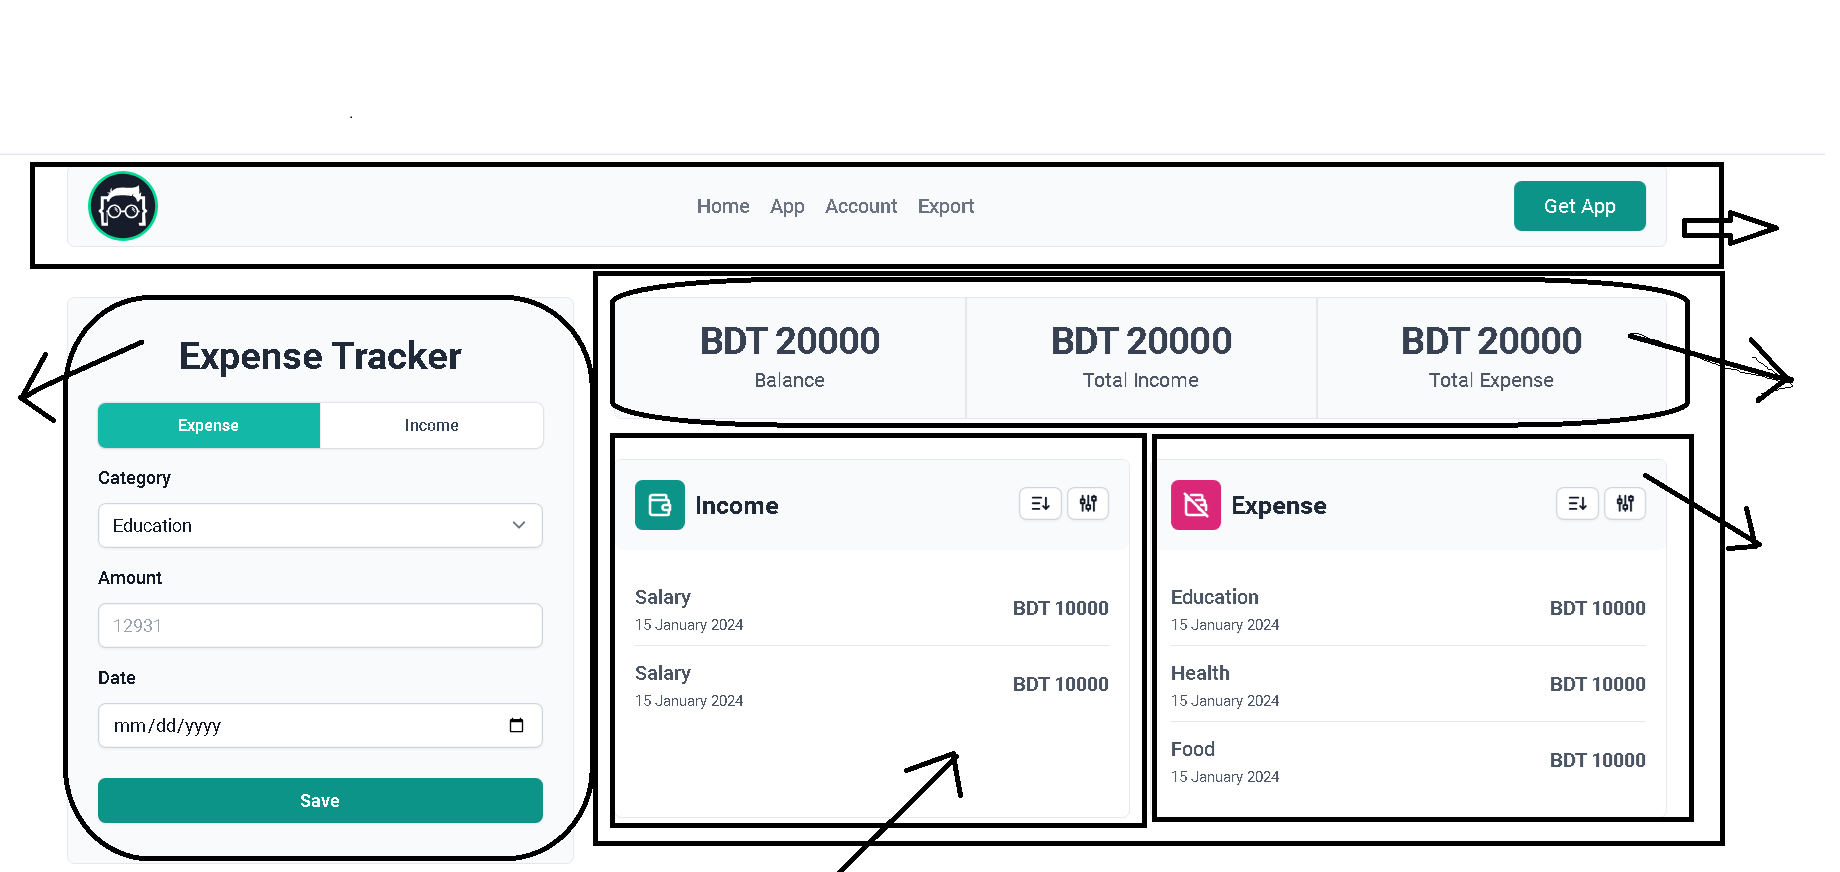 Home App Account Export Get App
Expense Tracker
Expense Income
Category
Education
Amount
12931
Date
mm/dd/yyyy
Save
BDT 20000
Balance
BDT 20000
Total Income
BDT 20000
Total Expense
Income
Salary
15 January 2024
BDT 10000
Salary
15 January 2024
BDT 10000
Expense
Education
15 January 2024
BDT 10000
Health
15 January 2024
BDT 10000
Food
15 January 2024
BDT 10000